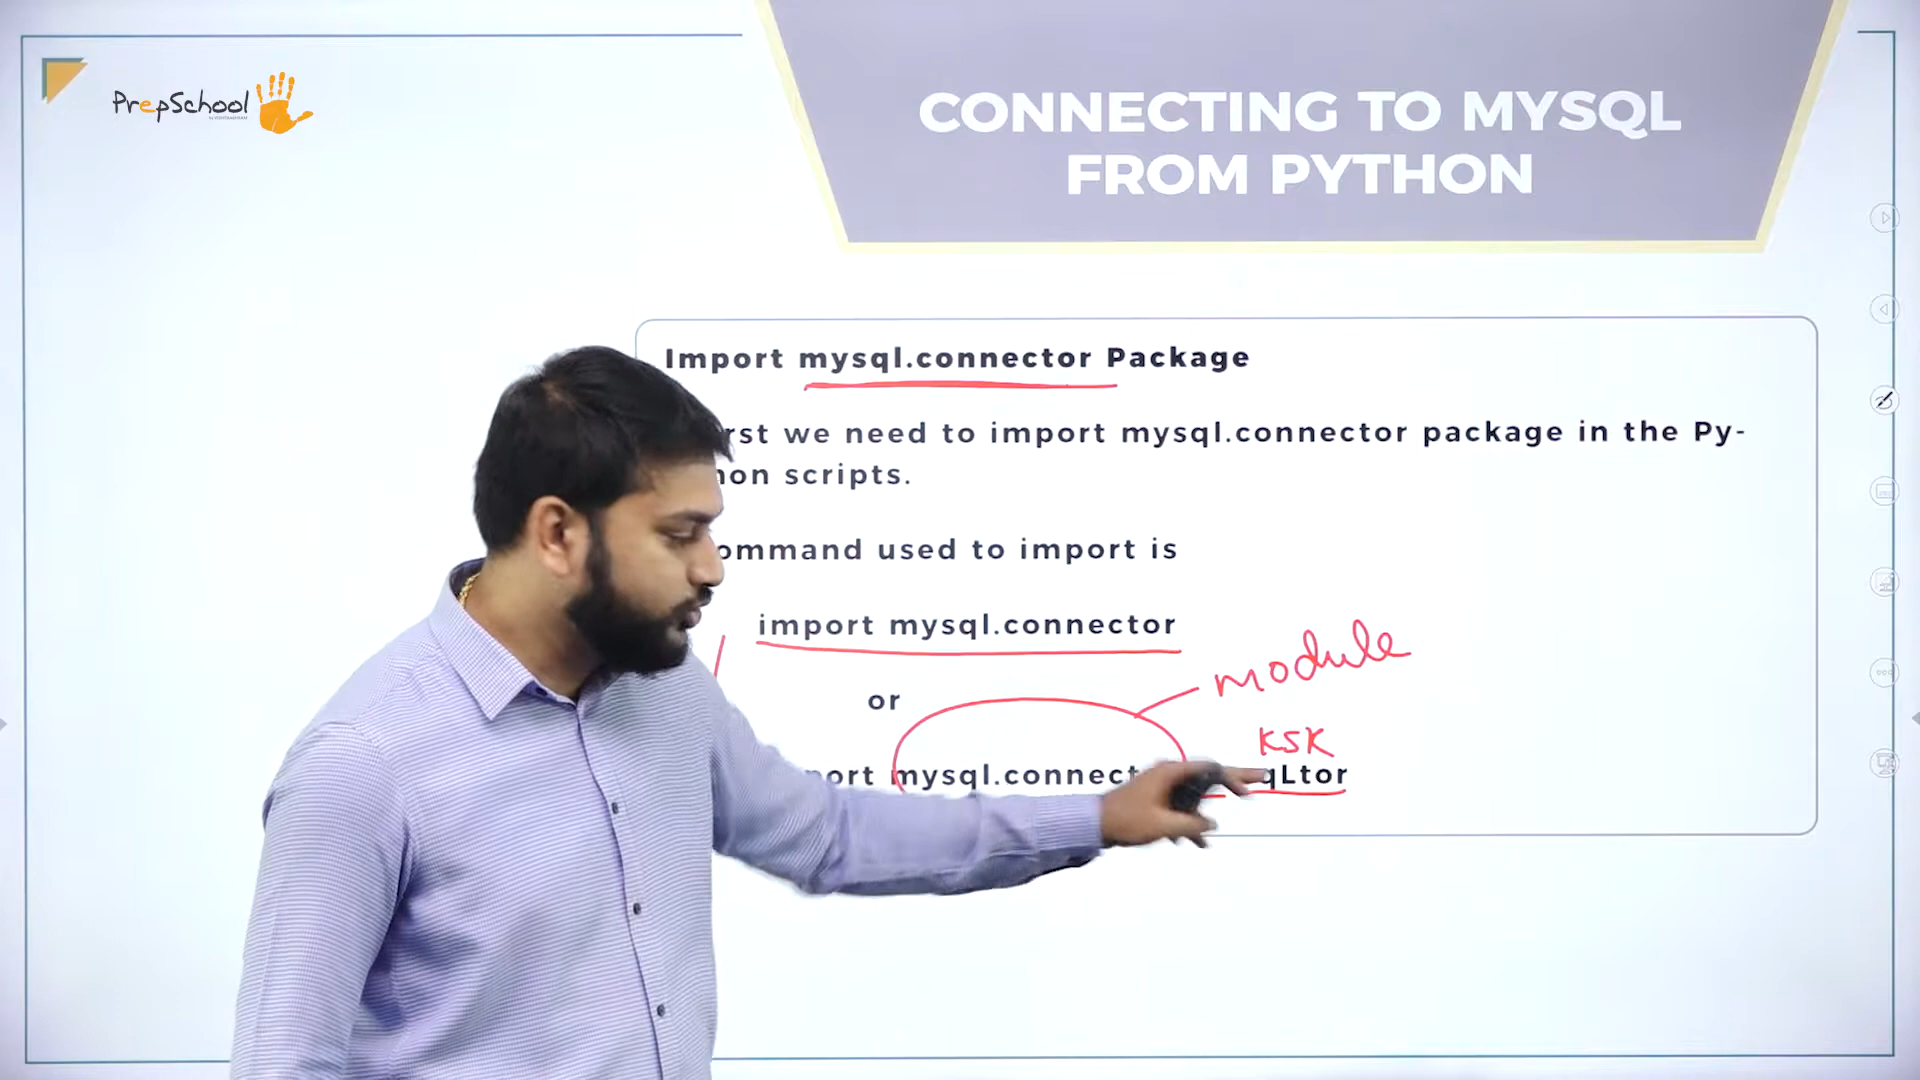 PrepSchool
CONNECTING TO MYSQL
FROM PYTHON
Import mysql.connector Package
rst we need to import mysql.connector package in the Py-
hon scripts.
ommand used to import is
import mysql.connector
module
or
KSK
port mysql.connect qLtor